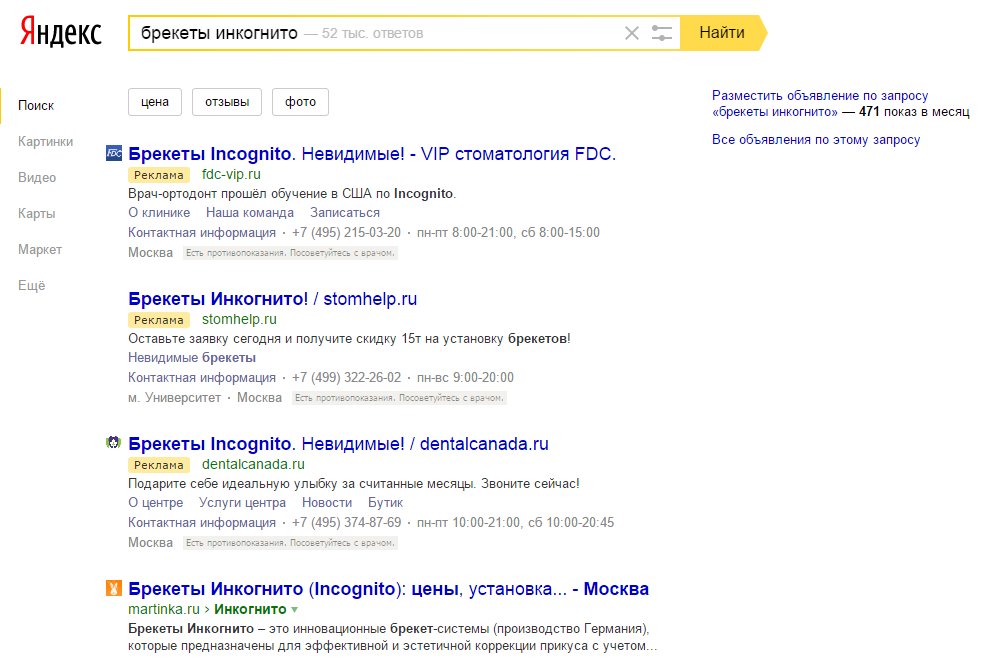 Яндекс
брекеты инкогнито — 52 тыс. ответов
Найти
Поиск
Картинки
Видео
Карты
Маркет
Ещё
цена отзывы фото
FDC
Брекеты Incognito. Невидимые! - VIP стоматология FDC.
Реклама fdc-vip.ru
Врач-ортодонт прошёл обучение в США по Incognito.
О клинике Наша команда Записаться
Контактная информация · +7 (495) 215-03-20 · пн-пт 8:00-21:00, сб 8:00-15:00
Москва Есть противопоказания. Посоветуйтесь с врачом.
Брекеты Инкогнито! / stomhelp.ru
Реклама stomhelp.ru
Оставьте заявку сегодня и получите скидку 15т на установку брекетов!
Невидимые брекеты
Контактная информация · +7 (499) 322-26-02 · пн-вс 9:00-20:00
м. Университет · Москва Есть противопоказания. Посоветуйтесь с врачом.
Брекеты Incognito. Невидимые! / dentalcanada.ru
Реклама dentalcanada.ru
Подарите себе идеальную улыбку за считанные месяцы. Звоните сейчас!
О центре Услуги центра Новости Бутик
Контактная информация · +7 (495) 374-87-69 · пн-пт 10:00-21:00, сб 10:00-20:45
Москва Есть противопоказания. Посоветуйтесь с врачом.
Брекеты Инкогнито (Incognito): цены, установка... - Москва
martinka.ru › Инкогнито
Брекеты Инкогнито – это инновационные брекет-системы (производство Германия),
которые предназначены для эффективной и эстетичной коррекции прикуса с учетом...
Разместить объявление по запросу
«брекеты инкогнито» — 471 показ в месяц
Все объявления по этому запросу